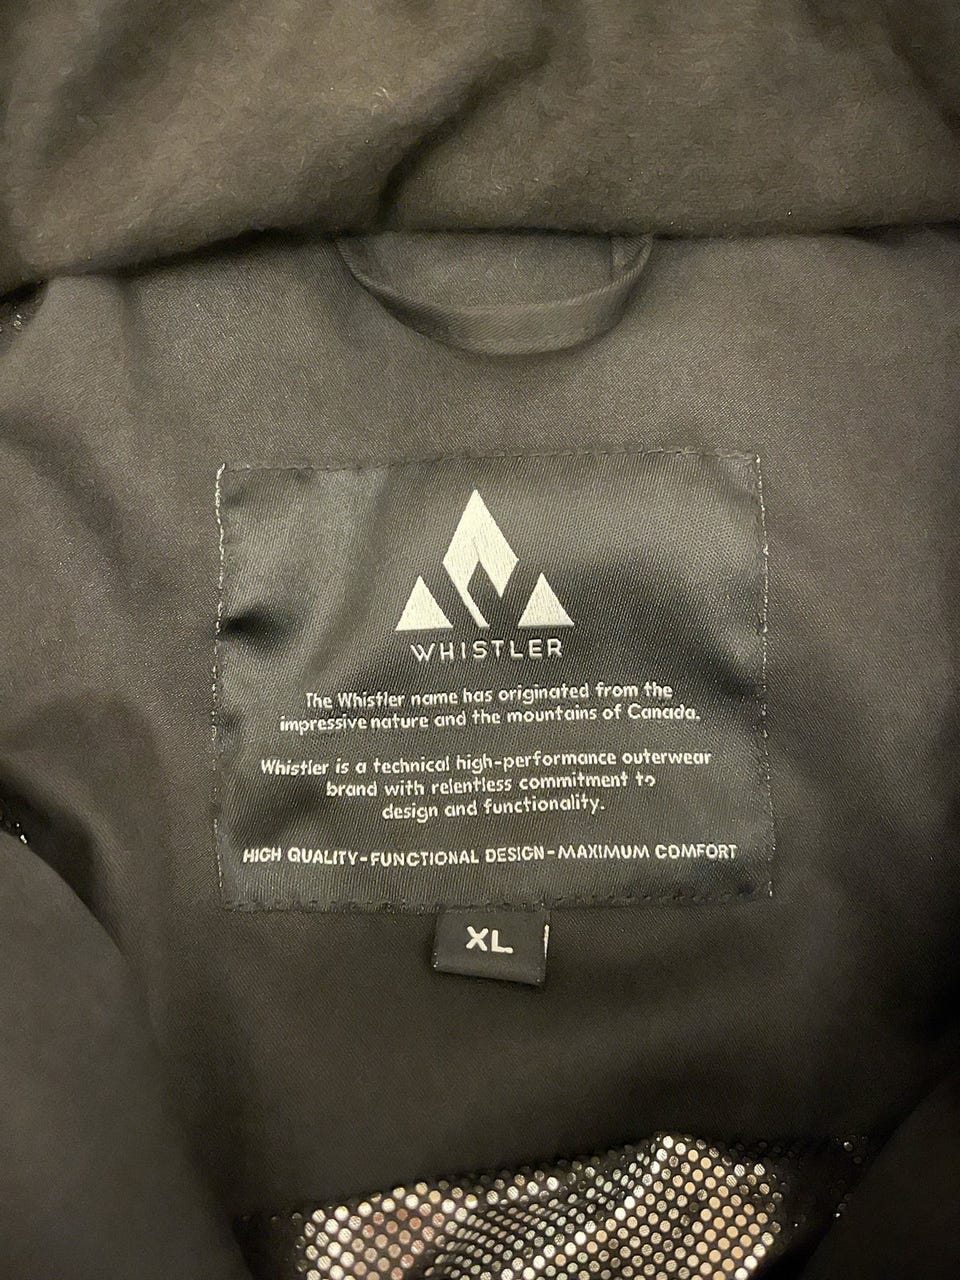 WHISTLER
The Whistler name has originated from the
impressive nature and the mountains of Canada.
Whistler is a technical high-performance outerwear
brand with relentless commitment to
design and functionality.
HIGH QUALITY-FUNCTIONAL DESIGN-MAXIMUM COMFORT
XL